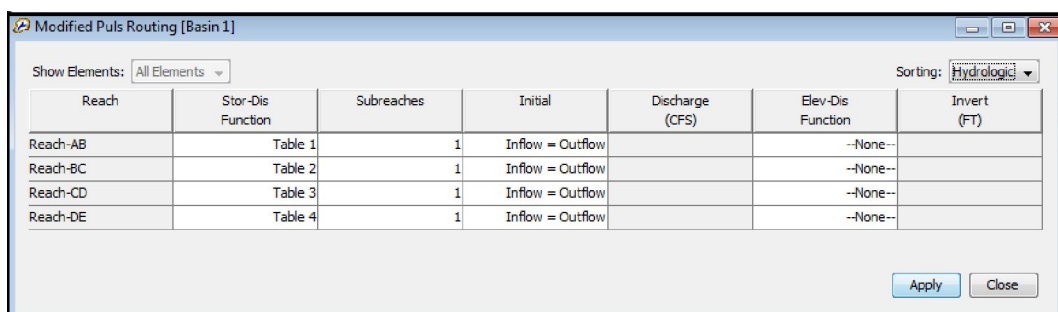 Modified Puls Routing [Basin 1]
Show Elements: All Elements Sorting: Hydrologic
Reach Stor-Dis Function Subreaches Initial Discharge (CFS) Elev-Dis Function Invert (FT)
Reach-AB Table 1 1 Inflow = Outflow --None--
Reach-BC Table 2 1 Inflow = Outflow --None--
Reach-CD Table 3 1 Inflow = Outflow --None--
Reach-DE Table 4 1 Inflow = Outflow --None--
Apply Close